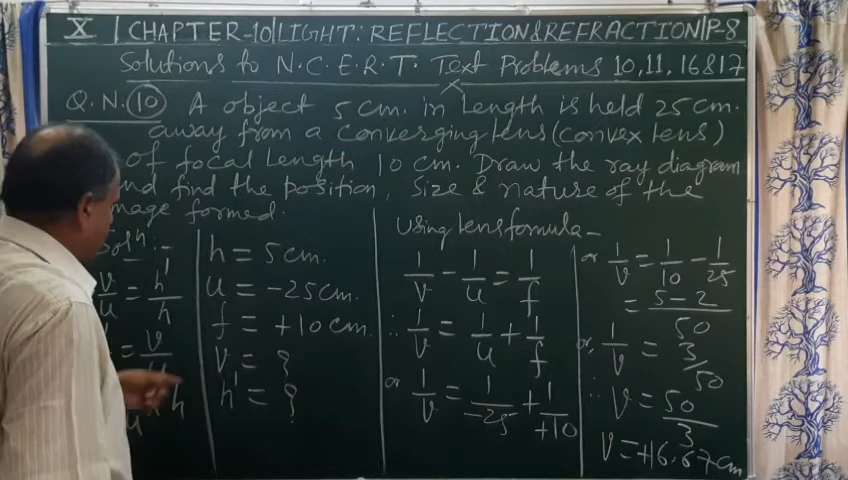 X | CHAPTER-10 | LIGHT: REFLECTION & REFRACTION | P-8
Solutions to N.C.E.R.T. Text Problems 10, 11, 16 & 17
Q.N. 10 A object 5 cm. in Length is held 25 cm.
away from a converging lens (convex lens)
of focal Length 10 cm. Draw the ray diagram
nd find the position, Size & nature of the
mage formed.
Soln :-
v/u = h'/h
= v/u
× h
h = 5 cm.
u = -25 cm.
f = +10 cm.
v = ?
h' = ?
Using lens formula -
1/v - 1/u = 1/f
∴ 1/v = 1/u + 1/f
or 1/v = 1/-25 + 1/+10
or 1/v = 1/10 - 1/25
= 5-2/50
or, 1/v = 3/50
∴ v = 50/3
v = +16.67 cm